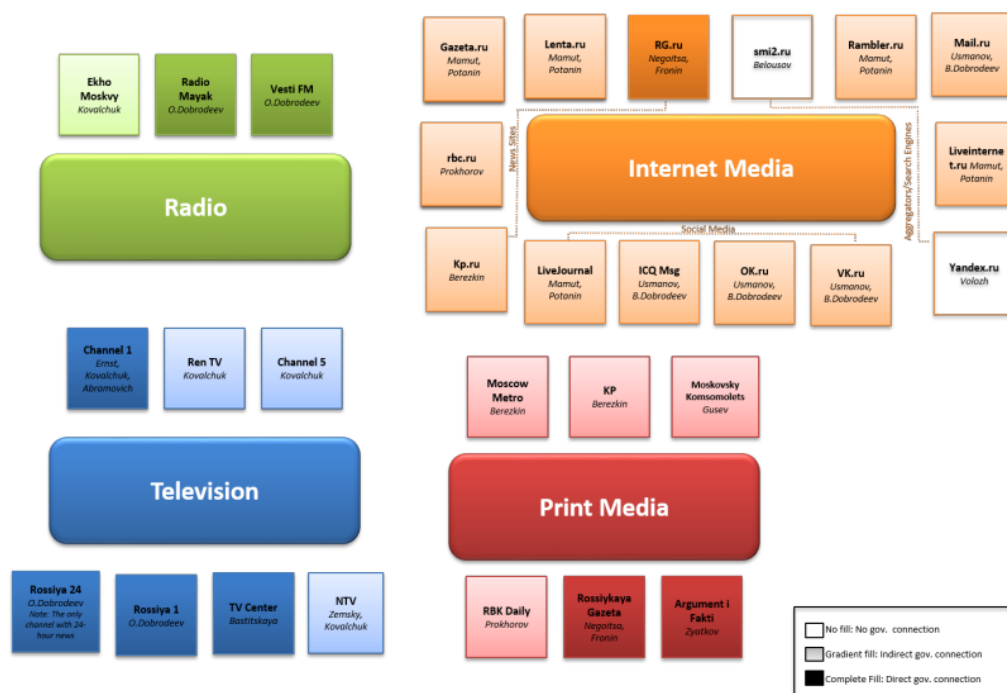 Ekho
Moskvy
Kovalchuk
Radio
Mayak
O.Dobrodeev
Vesti FM
O.Dobrodeev
Radio
Gazeta.ru
Mamut,
Potanin
Lenta.ru
Mamut,
Potanin
RG.ru
Negoitsa,
Fronin
smi2.ru
Belousov
Rambler.ru
Mamut,
Potanin
Mail.ru
Usmanov,
B.Dobrodeev
rbc.ru
Prokhorov
News Sites
Internet Media
Aggregators/Search Engines
Liveinterne
t.ru Mamut,
Potanin
Social Media
Kp.ru
Berezkin
LiveJournal
Mamut,
Potanin
ICQ Msg
Usmanov,
B.Dobrodeev
OK.ru
Usmanov,
B.Dobrodeev
VK.ru
Usmanov,
B.Dobrodeev
Yandex.ru
Volozh
Channel 1
Ernst,
Kovalchuk,
Abramovich
Ren TV
Kovalchuk
Channel 5
Kovalchuk
Television
Rossiya 24
O.Dobrodeev
Note: The only
channel with 24-
hour news
Rossiya 1
O.Dobrodeev
TV Center
Bastitskaya
NTV
Zemsky,
Kovalchuk
Moscow
Metro
Berezkin
KP
Berezkin
Moskovsky
Komsomolets
Gusev
Print Media
RBK Daily
Prokhorov
Rossiykaya
Gazeta
Negoitsa,
Fronin
Argument i
Fakti
Zyatkov
No fill: No gov. connection
Gradient fill: Indirect gov. connection
Complete Fill: Direct gov. connection